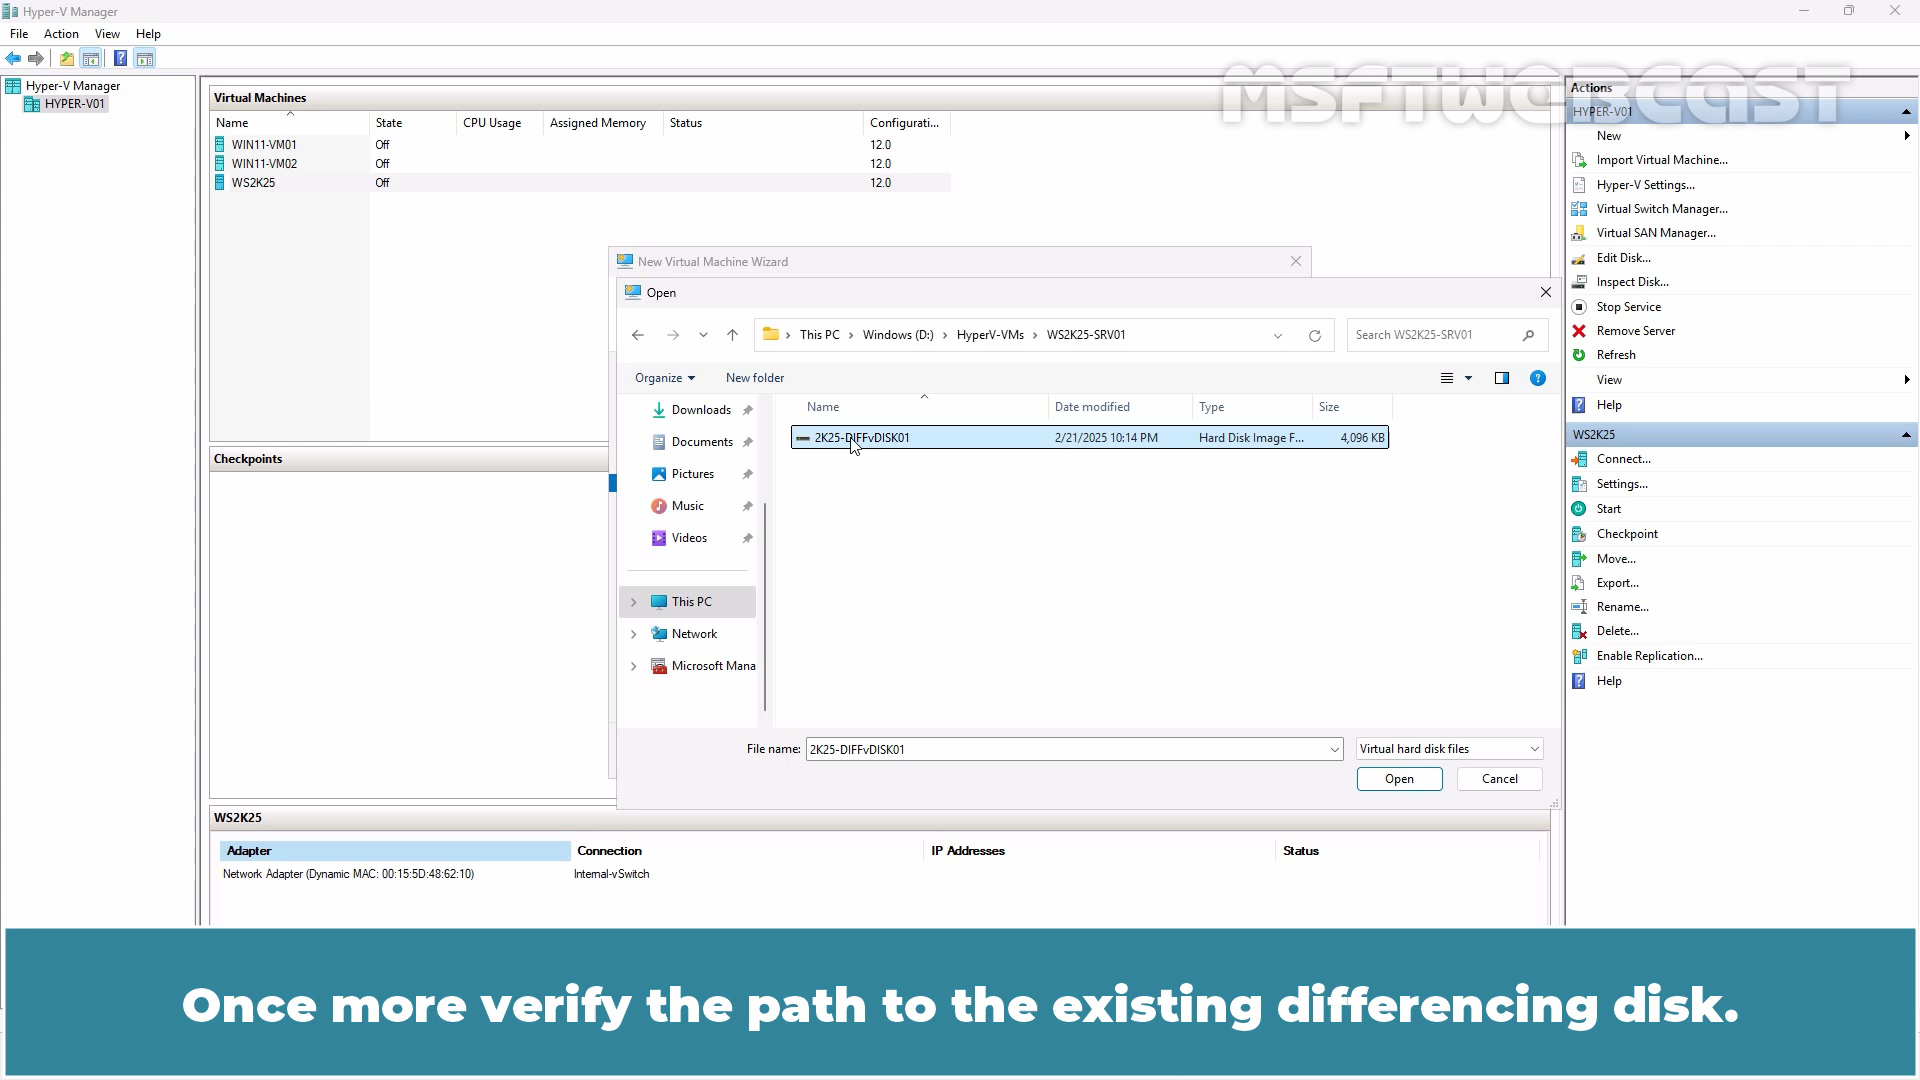 Hyper-V Manager
File Action View Help
Hyper-V Manager
HYPER-V01
Virtual Machines
Name State CPU Usage Assigned Memory Status Configurati...
WIN11-VM01 Off 12.0
WIN11-VM02 Off 12.0
WS2K25 Off 12.0
New Virtual Machine Wizard
Open
This PC Windows (D:) HyperV-VMs WS2K25-SRV01
Search WS2K25-SRV01
Organize New folder
Downloads
Documents
Pictures
Music
Videos
This PC
Network
Microsoft Mana
Name Date modified Type Size
2K25-DIFFvDISK01 2/21/2025 10:14 PM Hard Disk Image F... 4,096 KB
File name: 2K25-DIFFvDISK01 Virtual hard disk files
Open Cancel
Checkpoints
WS2K25
Adapter Connection IP Addresses Status
Network Adapter (Dynamic MAC: 00:15:5D:48:62:10) Internal-vSwitch
MSFTWEBCAST
Actions
HYPER-V01
New
Import Virtual Machine...
Hyper-V Settings...
Virtual Switch Manager...
Virtual SAN Manager...
Edit Disk...
Inspect Disk...
Stop Service
Remove Server
Refresh
View
Help
WS2K25
Connect...
Settings...
Start
Checkpoint
Move...
Export...
Rename...
Delete...
Enable Replication...
Help
Once more verify the path to the existing differencing disk.